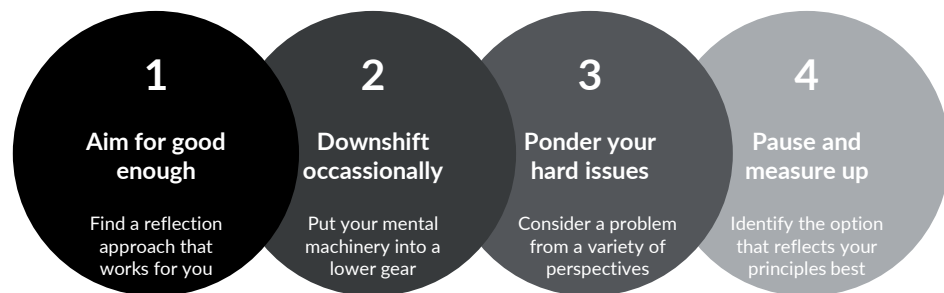 1
Aim for good
enough
Find a reflection
approach that
works for you
2
Downshift
occassionally
Put your mental
machinery into a
lower gear
3
Ponder your
hard issues
Consider a problem
from a variety of
perspectives
4
Pause and
measure up
Identify the option
that reflects your
principles best